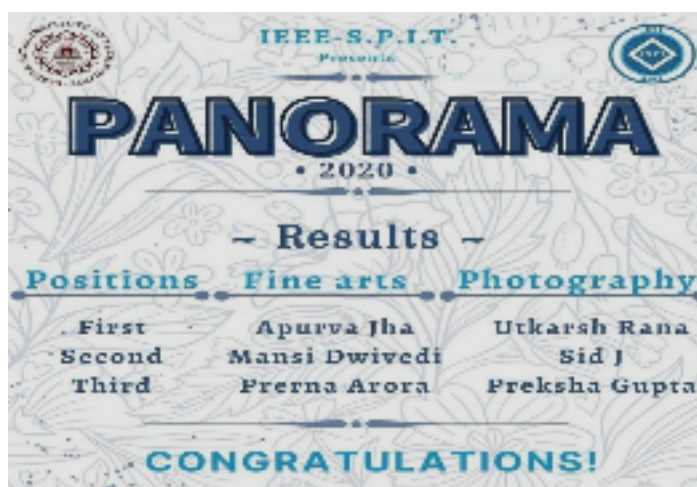 IEEE-S.P.I.T.
Presents
PANORAMA
• 2020 •
~ Results ~
Positions Fine arts Photography
First Apurva Jha Utkarsh Rana
Second Mansi Dwivedi Sid J
Third Prerna Arora Preksha Gupta
CONGRATULATIONS!